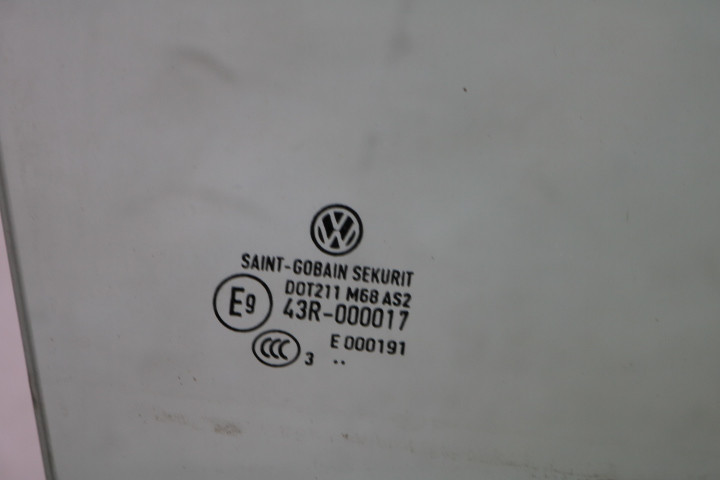 SAINT-GOBAIN SEKURIT
DOT211 M68 AS2
E9 43R-000017
CCC E 000191
3 ..